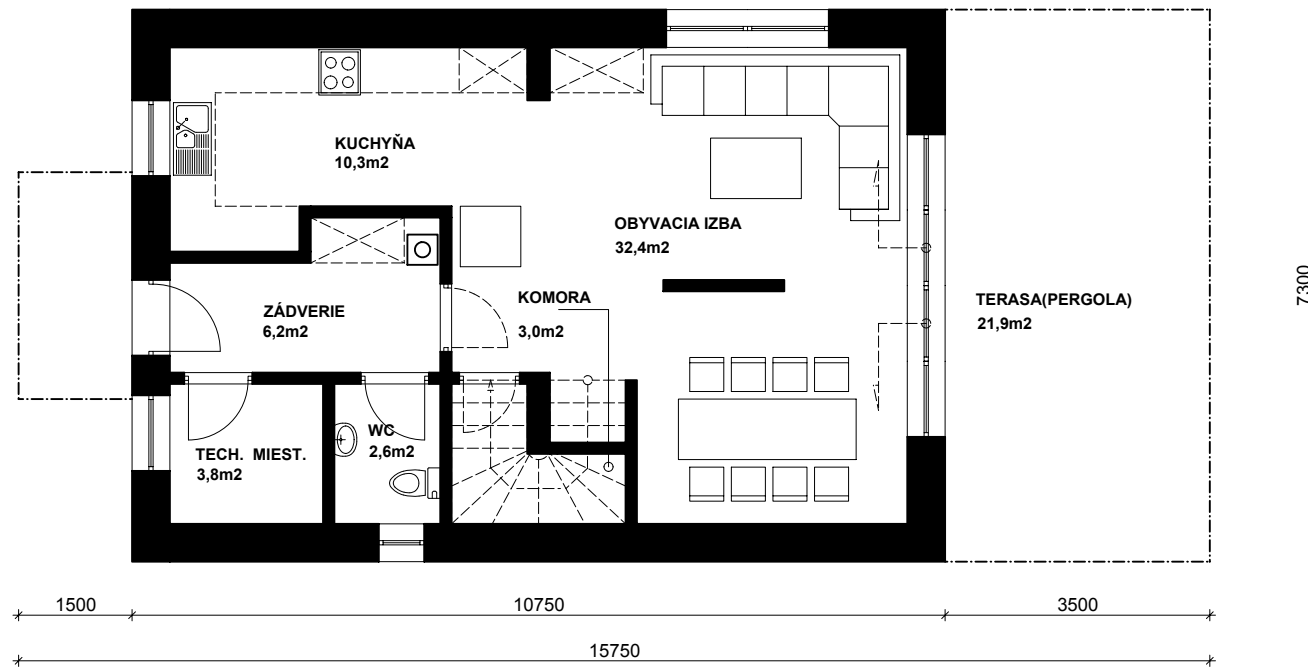 KUCHYŇA
10,3m2
OBYVACIA IZBA
32,4m2
ZÁDVERIE
6,2m2
KOMORA
3,0m2
TERASA(PERGOLA)
21,9m2
7300
WC
2,6m2
TECH. MIEST.
3,8m2
1500
10750
3500
15750